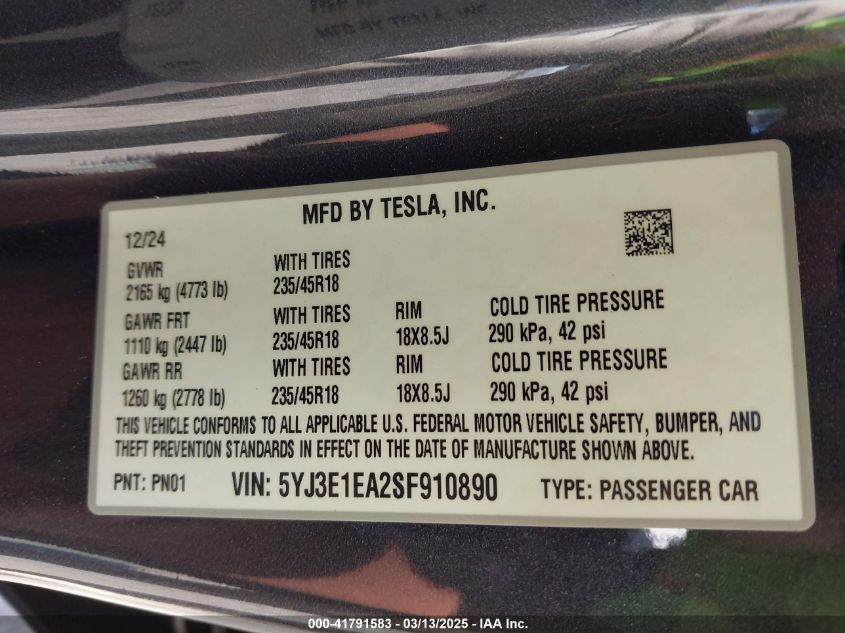 MFD BY TESLA, INC.
12/24
GVWR WITH TIRES
2165 kg (4773 lb) 235/45R18
GAWR FRT WITH TIRES RIM COLD TIRE PRESSURE
1110 kg (2447 lb) 235/45R18 18X8.5J 290 kPa, 42 psi
GAWR RR WITH TIRES RIM COLD TIRE PRESSURE
1260 kg (2778 lb) 235/45R18 18X8.5J 290 kPa, 42 psi
THIS VEHICLE CONFORMS TO ALL APPLICABLE U.S. FEDERAL MOTOR VEHICLE SAFETY, BUMPER, AND
THEFT PREVENTION STANDARDS IN EFFECT ON THE DATE OF MANUFACTURE SHOWN ABOVE.
PNT: PN01 VIN: 5YJ3E1EA2SF910890 TYPE: PASSENGER CAR
000-41791583 — 03/13/2025 - IAA Inc.